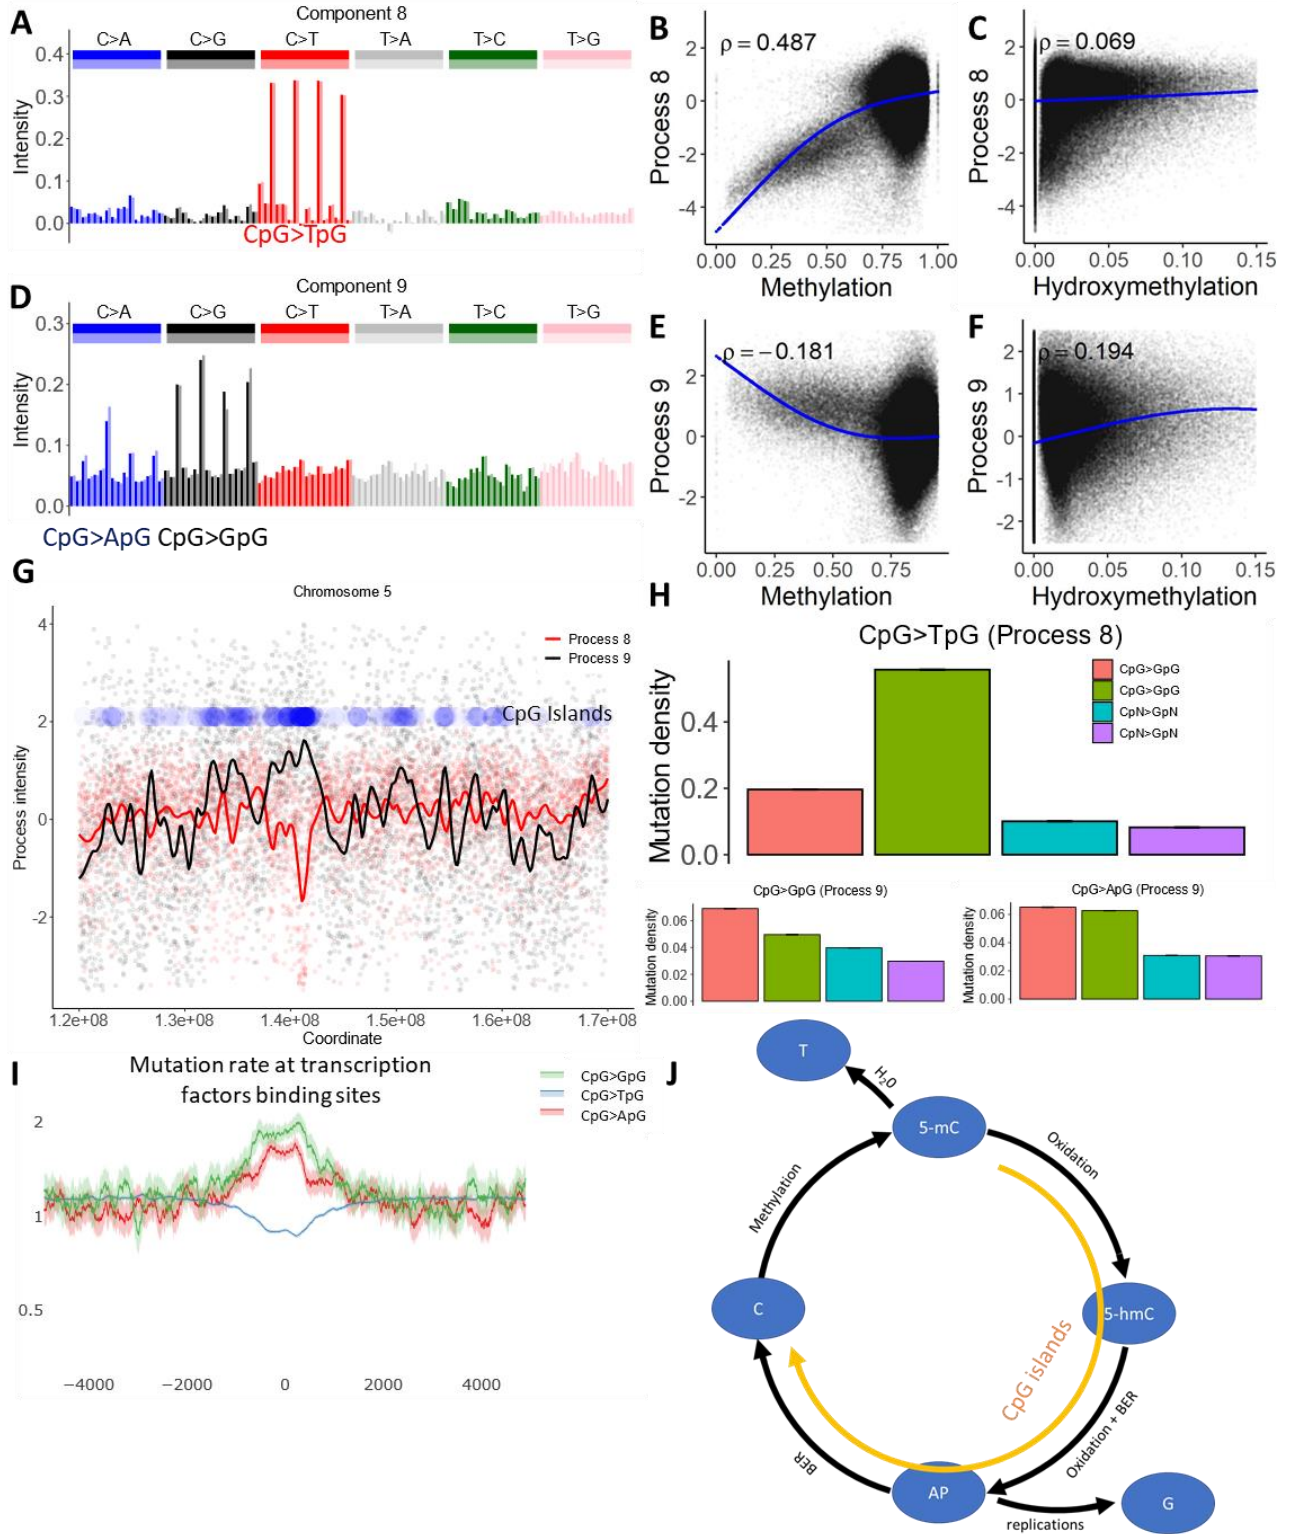 A
Component 8
C>A C>G C>T T>A T>C T>G
Intensity
0.4
0.3
0.2
0.1
0.0
CpG>TpG
B
ρ = 0.487
Process 8
2
0
-2
-4
0.00 0.25 0.50 0.75 1.00
Methylation
C
ρ = 0.069
Process 8
2
0
-2
-4
0.00 0.05 0.10 0.15
Hydroxymethylation
D
Component 9
C>A C>G C>T T>A T>C T>G
Intensity
0.3
0.2
0.1
0.0
CpG>ApG CpG>GpG
E
ρ = −0.181
Process 9
2
0
-2
0.00 0.25 0.50 0.75
Methylation
F
ρ = 0.194
Process 9
2
1
0
-1
-2
0.00 0.05 0.10 0.15
Hydroxymethylation
G
Chromosome 5
Process 8
Process 9
CpG Islands
Process intensity
4
2
0
-2
1.2e+08 1.3e+08 1.4e+08 1.5e+08 1.6e+08 1.7e+08
Coordinate
H
CpG>TpG (Process 8)
Mutation density
0.4
0.2
0.0
CpG>GpG
CpG>GpG
CpN>GpN
CpN>GpN
CpG>GpG (Process 9)
Mutation density
0.06
0.04
0.02
0.00
CpG>ApG (Process 9)
Mutation density
0.06
0.04
0.02
0.00
I
Mutation rate at transcription
factors binding sites
CpG>GpG
CpG>TpG
CpG>ApG
2
1
0.5
−4000 −2000 0 2000 4000
J
T
H20
5-mC
Oxidation
Methylation
C
5-hmC
CpG islands
Oxidation + BER
BER
AP
replications
G